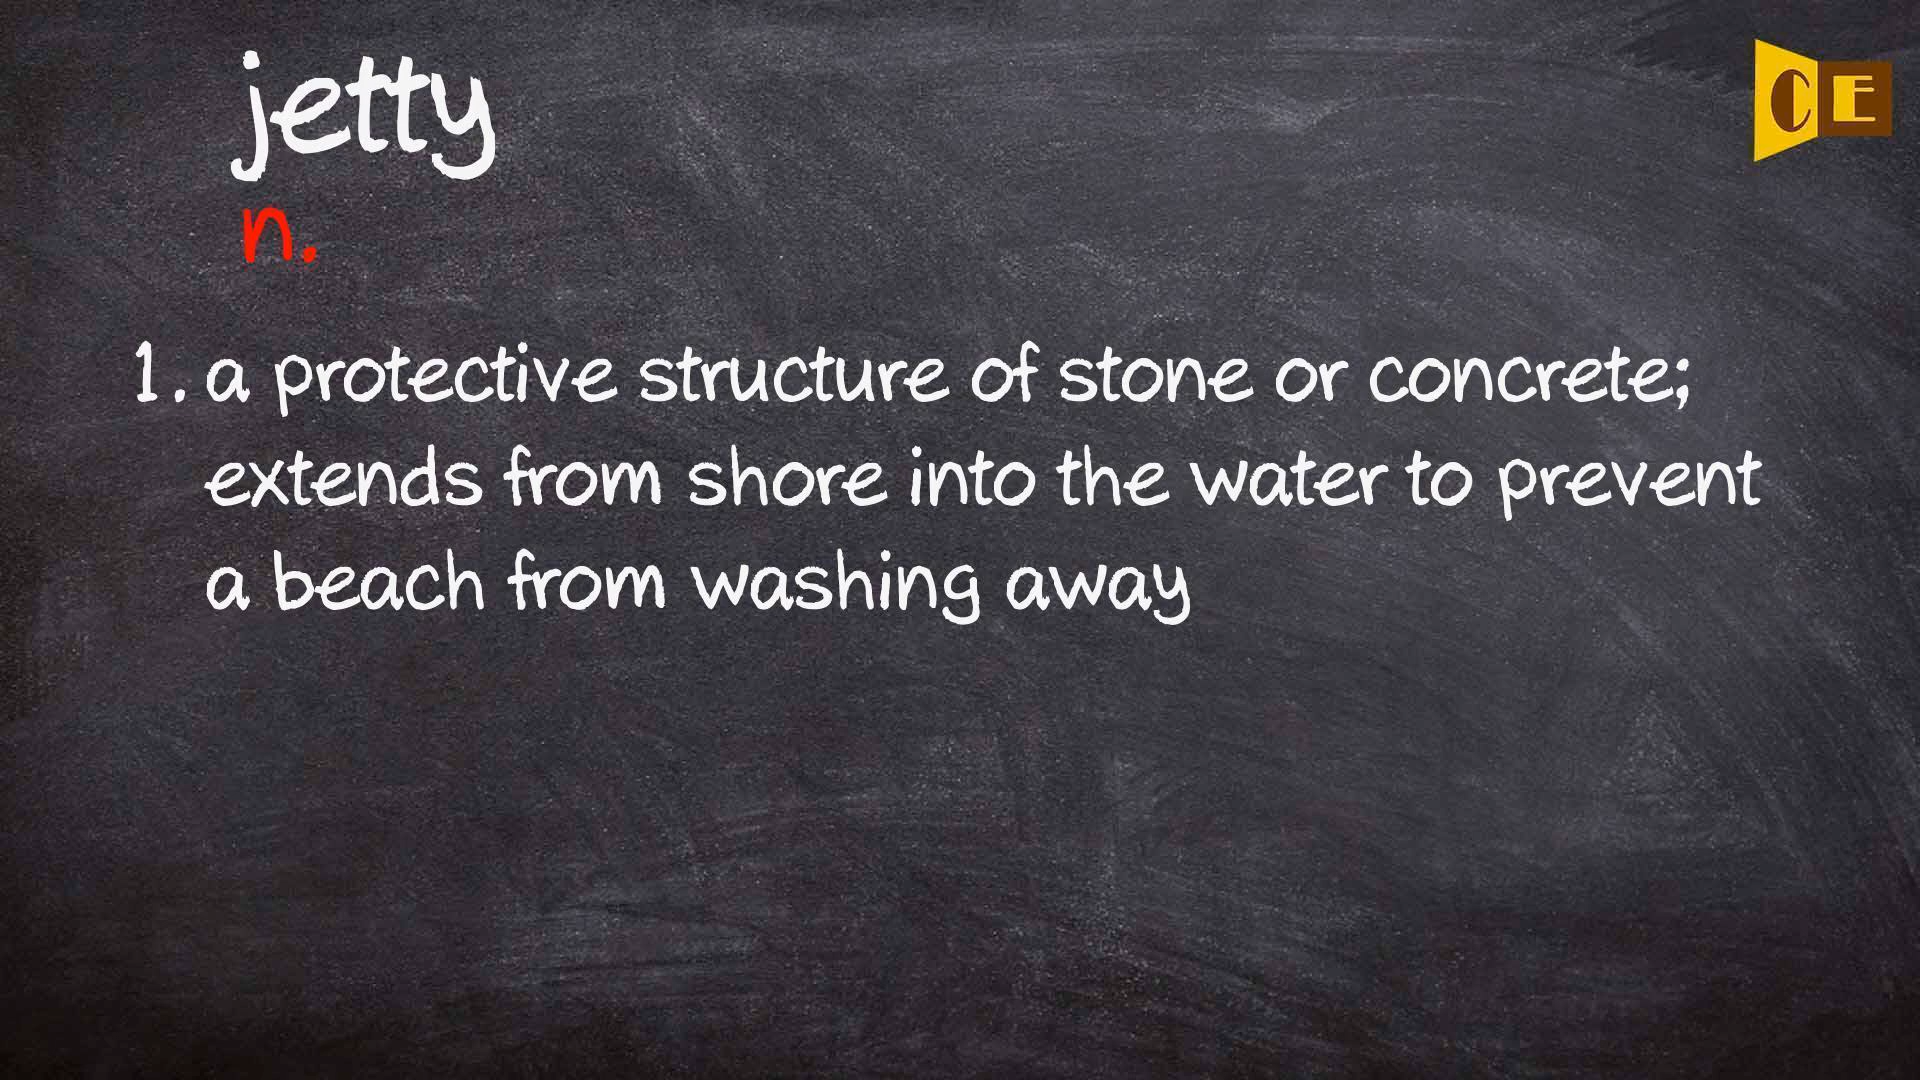 jetty
CE
n.
1. a protective structure of stone or concrete;
extends from shore into the water to prevent
a beach from washing away